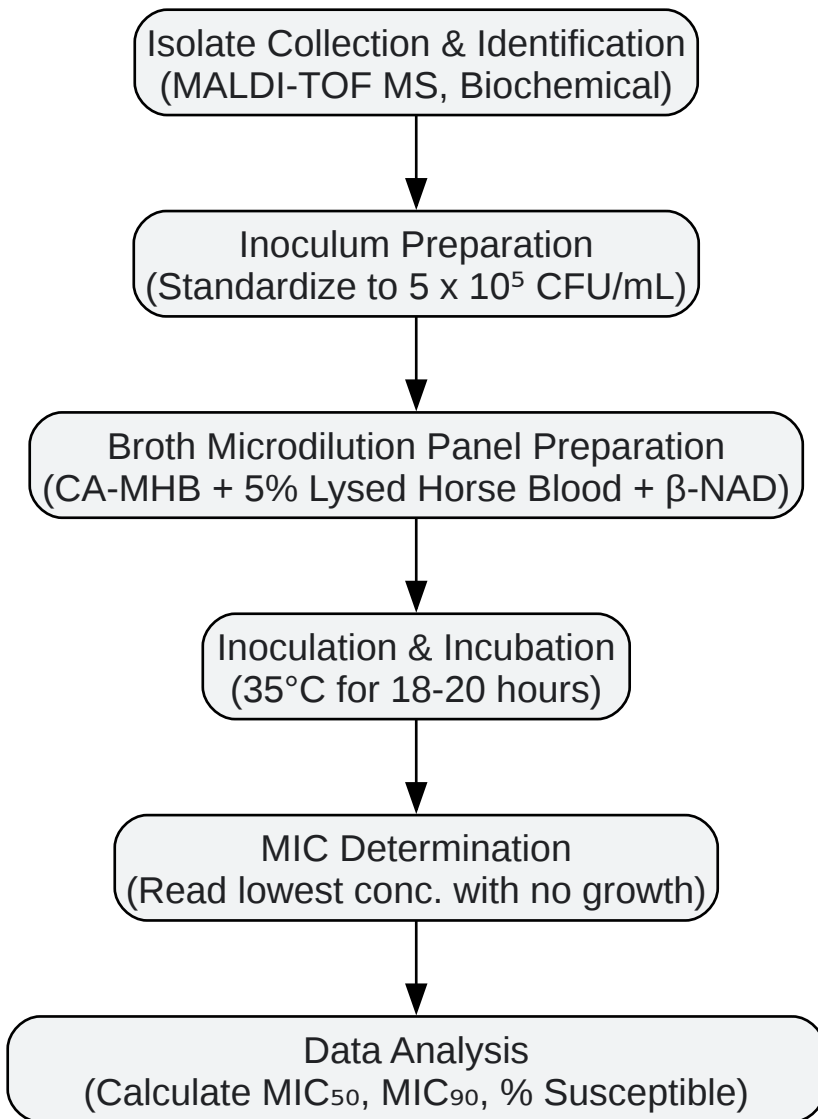 Isolate Collection & Identification
(MALDI-TOF MS, Biochemical)
Inoculum Preparation
(Standardize to 5 x 10⁵ CFU/mL)
Broth Microdilution Panel Preparation
(CA-MHB + 5% Lysed Horse Blood + β-NAD)
Inoculation & Incubation
(35°C for 18-20 hours)
MIC Determination
(Read lowest conc. with no growth)
Data Analysis
(Calculate MIC₅₀, MIC₉₀, % Susceptible)